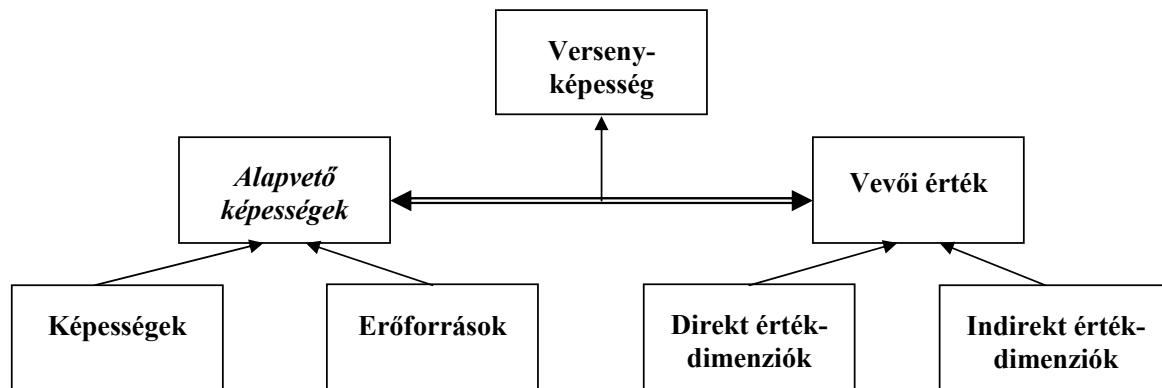 Verseny-
képesség
Alapvető
képességek
Vevői érték
Képességek
Erőforrások
Direkt érték-
dimenziók
Indirekt érték-
dimenziók